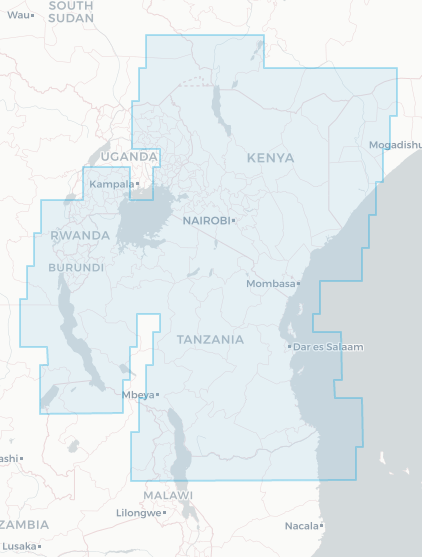 SOUTH
SUDAN
Wau
Mogadishu
UGANDA
KENYA
Kampala
NAIROBI
RWANDA
BURUNDI
Mombasa
TANZANIA
Dar es Salaam
Mbeya
ashi
MALAWI
Lilongwe
ZAMBIA
Nacala
Lusaka